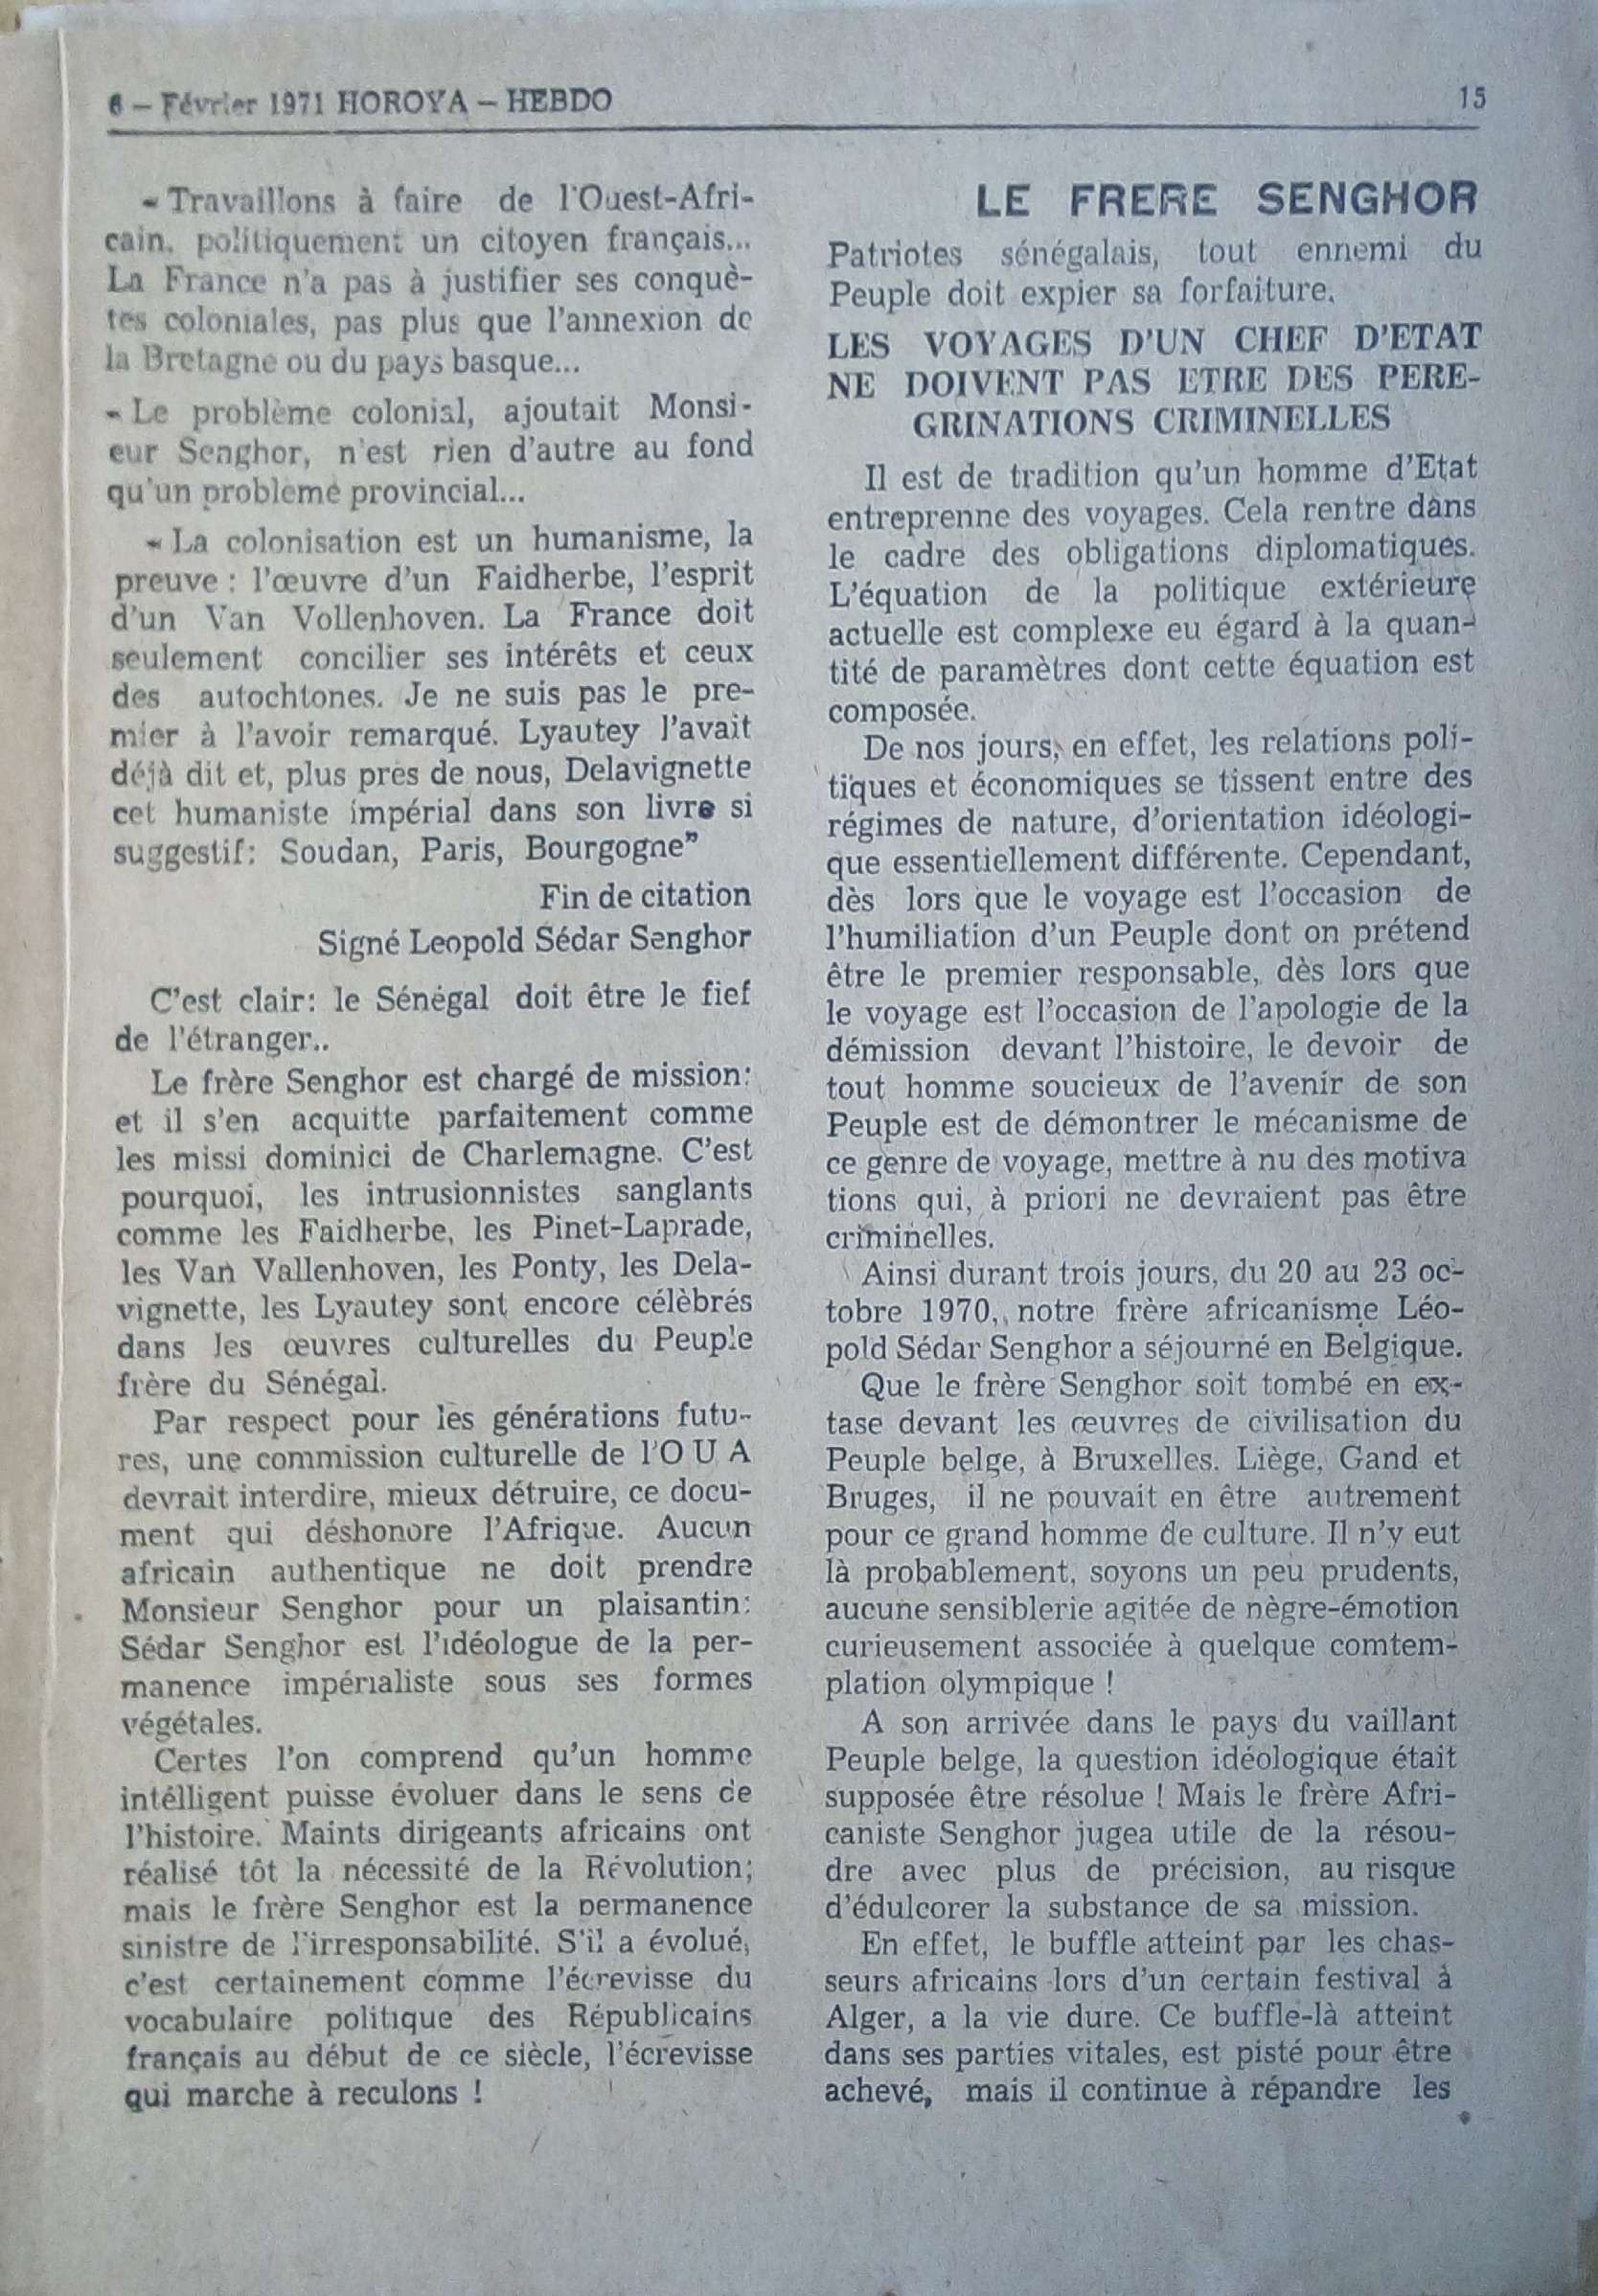 6 — Février 1971 HOROYA — HEBDO
15
« Travaillons à faire de l'Ouest-Afri-
cain, politiquement un citoyen français...
La France n'a pas à justifier ses conquê-
tes coloniales, pas plus que l'annexion de
la Bretagne ou du pays basque...
« Le problème colonial, ajoutait Monsi-
eur Senghor, n'est rien d'autre au fond
qu'un problème provincial...
« La colonisation est un humanisme, la
preuve : l'œuvre d'un Faidherbe, l'esprit
d'un Van Vollenhoven. La France doit
seulement concilier ses intérêts et ceux
des autochtones. Je ne suis pas le pre-
mier à l'avoir remarqué. Lyautey l'avait
déjà dit et, plus près de nous, Delavignette
cet humaniste impérial dans son livre si
suggestif: Soudan, Paris, Bourgogne"
Fin de citation
Signé Leopold Sédar Senghor
C'est clair: le Sénégal doit être le fief
de l'étranger..
Le frère Senghor est chargé de mission:
et il s'en acquitte parfaitement comme
les missi dominici de Charlemagne. C'est
pourquoi, les intrusionnistes sanglants
comme les Faidherbe, les Pinet-Laprade,
les Van Vallenhoven, les Ponty, les Dela-
vignette, les Lyautey sont encore célèbrés
dans les œuvres culturelles du Peuple
frère du Sénégal.
Par respect pour les générations futu-
res, une commission culturelle de l'O U A
devrait interdire, mieux détruire, ce docu-
ment qui déshonore l'Afrique. Aucun
africain authentique ne doit prendre
Monsieur Senghor pour un plaisantin:
Sédar Senghor est l'idéologue de la per-
manence impérialiste sous ses formes
végétales.
Certes l'on comprend qu'un homme
intélligent puisse évoluer dans le sens de
l'histoire. Maints dirigeants africains ont
réalisé tôt la nécessité de la Révolution;
mais le frère Senghor est la permanence
sinistre de l'irresponsabilité. S'il a évolué,
c'est certainement comme l'écrevisse du
vocabulaire politique des Républicains
français au début de ce siècle, l'écrevisse
qui marche à reculons !
LE FRERE SENGHOR
Patriotes sénégalais, tout ennemi du
Peuple doit expier sa forfaiture.
LES VOYAGES D'UN CHEF D'ETAT
NE DOIVENT PAS ETRE DES PERE-
GRINATIONS CRIMINELLES
Il est de tradition qu'un homme d'Etat
entreprenne des voyages. Cela rentre dans
le cadre des obligations diplomatiques.
L'équation de la politique extérieure
actuelle est complexe eu égard à la quan-
tité de paramètres dont cette équation est
composée.
De nos jours, en effet, les relations poli-
tiques et économiques se tissent entre des
régimes de nature, d'orientation idéologi-
que essentiellement différente. Cependant,
dès lors que le voyage est l'occasion de
l'humiliation d'un Peuple dont on prétend
être le premier responsable, dès lors que
le voyage est l'occasion de l'apologie de la
démission devant l'histoire, le devoir de
tout homme soucieux de l'avenir de son
Peuple est de démontrer le mécanisme de
ce genre de voyage, mettre à nu des motiva
tions qui, à priori ne devraient pas être
criminelles.
Ainsi durant trois jours, du 20 au 23 oc-
tobre 1970, notre frère africanisme Léo-
pold Sédar Senghor a séjourné en Belgique.
Que le frère Senghor soit tombé en ex-
tase devant les œuvres de civilisation du
Peuple belge, à Bruxelles. Liège, Gand et
Bruges, il ne pouvait en être autrement
pour ce grand homme de culture. Il n'y eut
là probablement, soyons un peu prudents,
aucune sensiblerie agitée de nègre-émotion
curieusement associée à quelque comtem-
plation olympique !
A son arrivée dans le pays du vaillant
Peuple belge, la question idéologique était
supposée être résolue ! Mais le frère Afri-
caniste Senghor jugea utile de la résou-
dre avec plus de précision, au risque
d'édulcorer la substance de sa mission.
En effet, le buffle atteint par les chas-
seurs africains lors d'un certain festival à
Alger, a la vie dure. Ce buffle-là atteint
dans ses parties vitales, est pisté pour être
achevé, mais il continue à répandre les